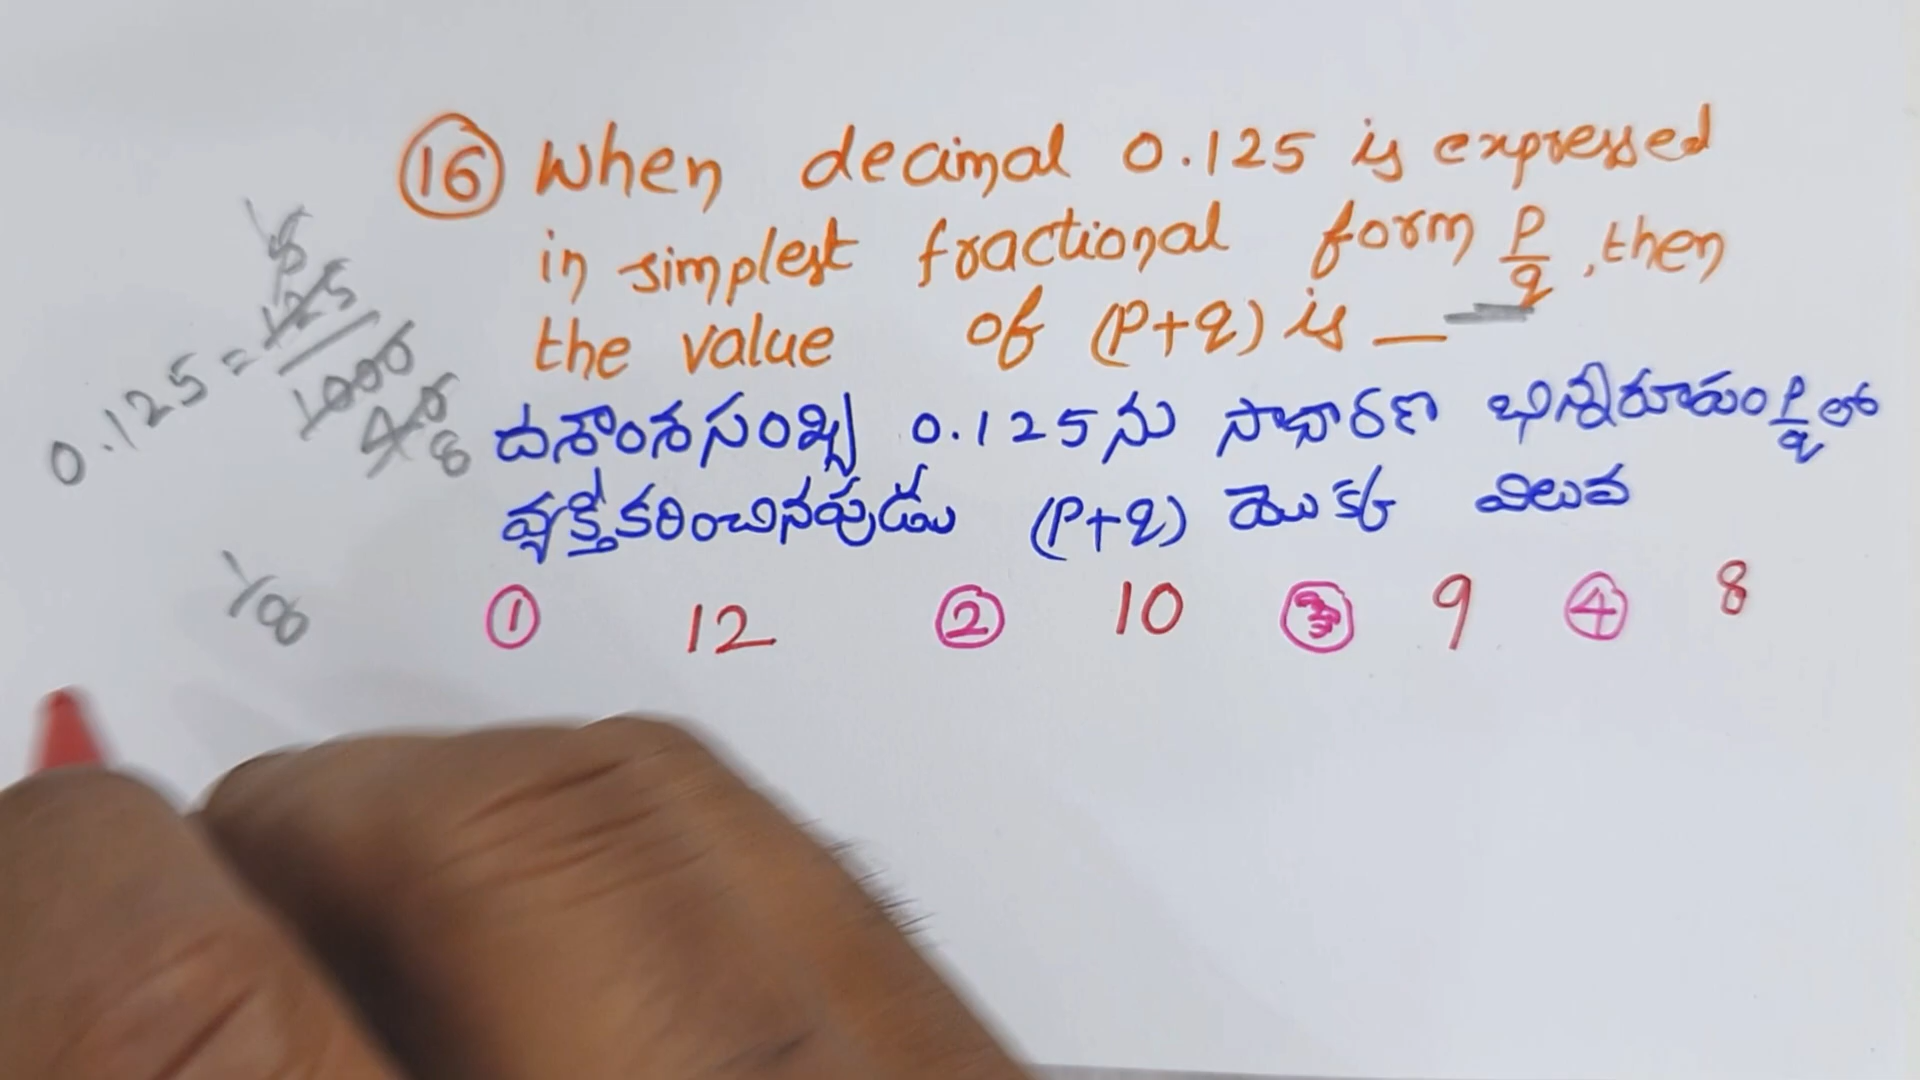 16 When decimal 0.125 is expressed
in simplest fractional form P/q, then
the value of (P+q) is _
దశాంశసంఖ్య 0.125ను సాధారణ భిన్నరూపం P/q లో
వ్యక్తీకరించినపుడు (P+q) యొక్క విలువ
1 12 2 10 3 9 4 8
0.125 = 125/1000
40
8
1/8